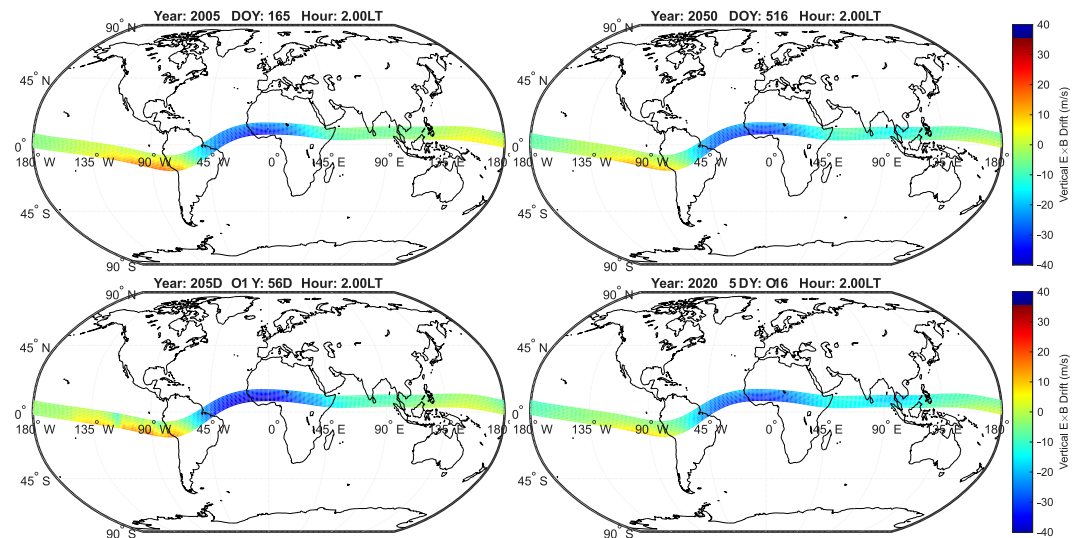 Year: 2005 DOY: 165 Hour: 2.00LT
90° N
45° N
0°
180° W 135° W 90° W 45° W 0° 45° E 90° E 135° E 180°
45° S
90° S
Year: 2050 DOY: 516 Hour: 2.00LT
90° N
45° N
0°
180° W 135° W 90° W 45° W 0° 45° E 90° E 135° E 180°
45° S
90° S
40
30
20
10
0
-10
-20
-30
-40
Vertical E×B Drift (m/s)
Year: 205D O1 Y: 56D Hour: 2.00LT
90° N
45° N
0°
180° W 135° W 90° W 45° W 0° 45° E 90° E 135° E 180°
45° S
90° S
Year: 2020 5 DY: O16 Hour: 2.00LT
90° N
45° N
0°
180° W 135° W 90° W 45° W 0° 45° E 90° E 135° E 180°
45° S
90° S
40
30
20
10
0
-10
-20
-30
-40
Vertical E×B Drift (m/s)